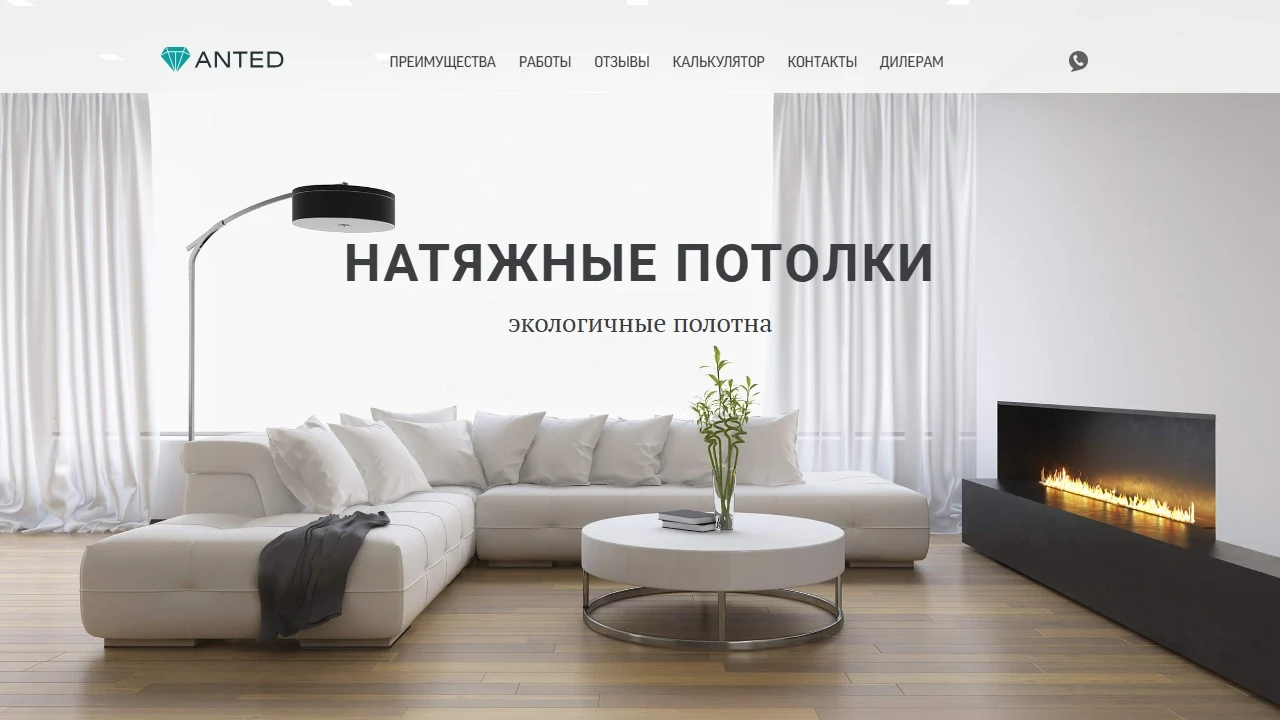 ANTED
ПРЕИМУЩЕСТВА РАБОТЫ ОТЗЫВЫ КАЛЬКУЛЯТОР КОНТАКТЫ ДИЛЕРАМ
НАТЯЖНЫЕ ПОТОЛКИ
экологичные полотна